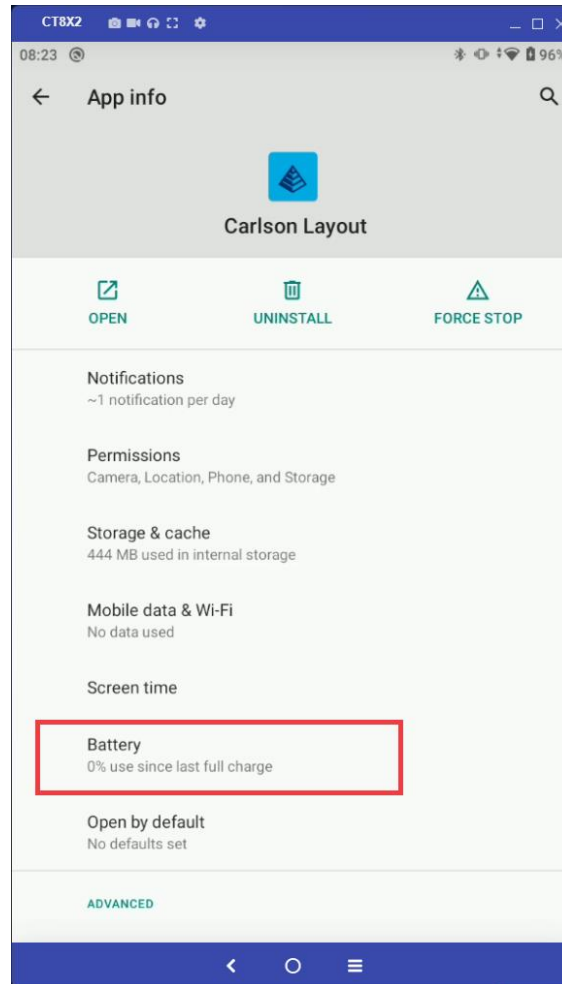 CT8X2
08:23 96%
App info
Carlson Layout
OPEN UNINSTALL FORCE STOP
Notifications
~1 notification per day
Permissions
Camera, Location, Phone, and Storage
Storage & cache
444 MB used in internal storage
Mobile data & Wi-Fi
No data used
Screen time
Battery
0% use since last full charge
Open by default
No defaults set
ADVANCED